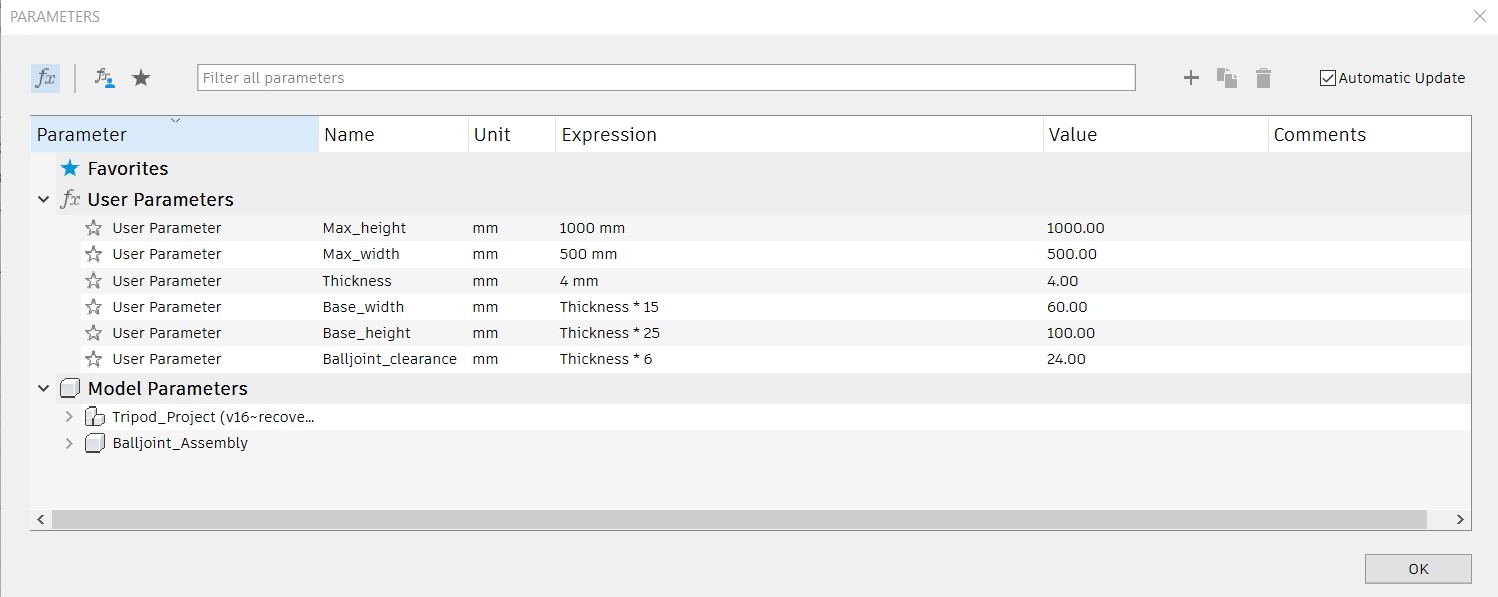 PARAMETERS
fx fx Filter all parameters Automatic Update
Parameter Name Unit Expression Value Comments
Favorites
fx User Parameters
User Parameter Max_height mm 1000 mm 1000.00
User Parameter Max_width mm 500 mm 500.00
User Parameter Thickness mm 4 mm 4.00
User Parameter Base_width mm Thickness * 15 60.00
User Parameter Base_height mm Thickness * 25 100.00
User Parameter Balljoint_clearance mm Thickness * 6 24.00
Model Parameters
Tripod_Project (v16~recove...
Balljoint_Assembly
OK